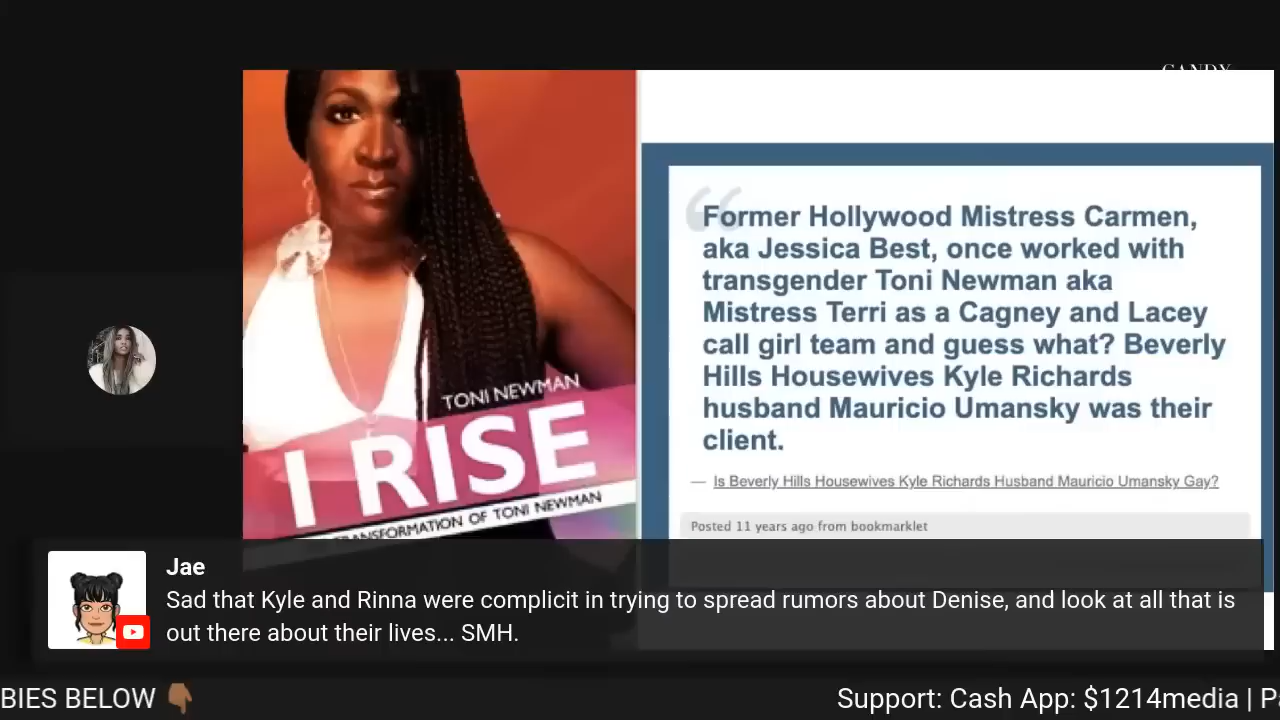 CANDY
Former Hollywood Mistress Carmen,
aka Jessica Best, once worked with
transgender Toni Newman aka
Mistress Terri as a Cagney and Lacey
call girl team and guess what? Beverly
Hills Housewives Kyle Richards
husband Mauricio Umansky was their
client.
— Is Beverly Hills Housewives Kyle Richards Husband Mauricio Umansky Gay?
Posted 11 years ago from bookmarklet
TONI NEWMAN
I RISE
TRANSFORMATION OF TONI NEWMAN
Jae
Sad that Kyle and Rinna were complicit in trying to spread rumors about Denise, and look at all that is
out there about their lives... SMH.
BIES BELOW 👇🏾
Support: Cash App: $1214media | Pa